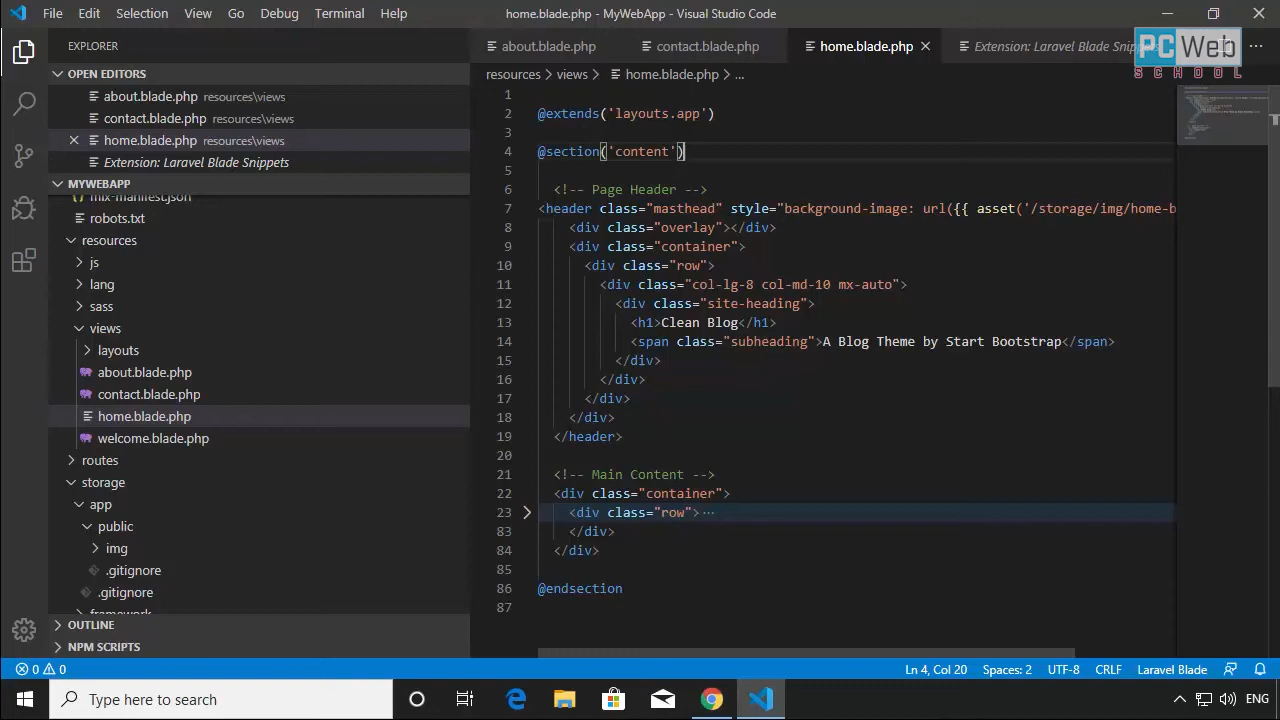 File Edit Selection View Go Debug Terminal Help home.blade.php - MyWebApp - Visual Studio Code
EXPLORER
OPEN EDITORS
about.blade.php resources\views
contact.blade.php resources\views
home.blade.php resources\views
Extension: Laravel Blade Snippets
MYWEBAPP
mix-manifest.json
robots.txt
resources
js
lang
sass
views
layouts
about.blade.php
contact.blade.php
home.blade.php
welcome.blade.php
routes
storage
app
public
img
.gitignore
.gitignore
framework
OUTLINE
NPM SCRIPTS
about.blade.php contact.blade.php home.blade.php Extension: Laravel Blade Snippets
PC Web
SCHOOL
resources > views > home.blade.php > ...
1
2 @extends('layouts.app')
3
4 @section('content')
5
6 <!-- Page Header -->
7 <header class="masthead" style="background-image: url({{ asset('/storage/img/home-b
8 <div class="overlay"></div>
9 <div class="container">
10 <div class="row">
11 <div class="col-lg-8 col-md-10 mx-auto">
12 <div class="site-heading">
13 <h1>Clean Blog</h1>
14 <span class="subheading">A Blog Theme by Start Bootstrap</span>
15 </div>
16 </div>
17 </div>
18 </div>
19 </header>
20
21 <!-- Main Content -->
22 <div class="container">
23 <div class="row"> ...
83 </div>
84 </div>
85
86 @endsection
87
0 0 Ln 4, Col 20 Spaces: 2 UTF-8 CRLF Laravel Blade
Type here to search ENG